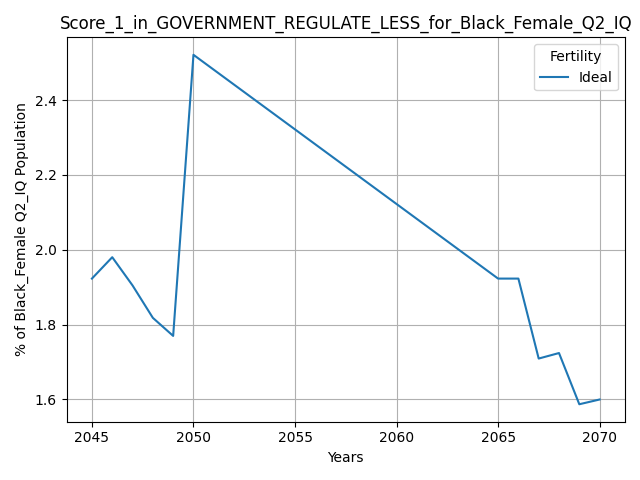 Score_1_in_GOVERNMENT_REGULATE_LESS_for_Black_Female_Q2_IQ
Fertility
Ideal
% of Black_Female Q2_IQ Population
2.4
2.2
2.0
1.8
1.6
2045 2050 2055 2060 2065 2070
Years